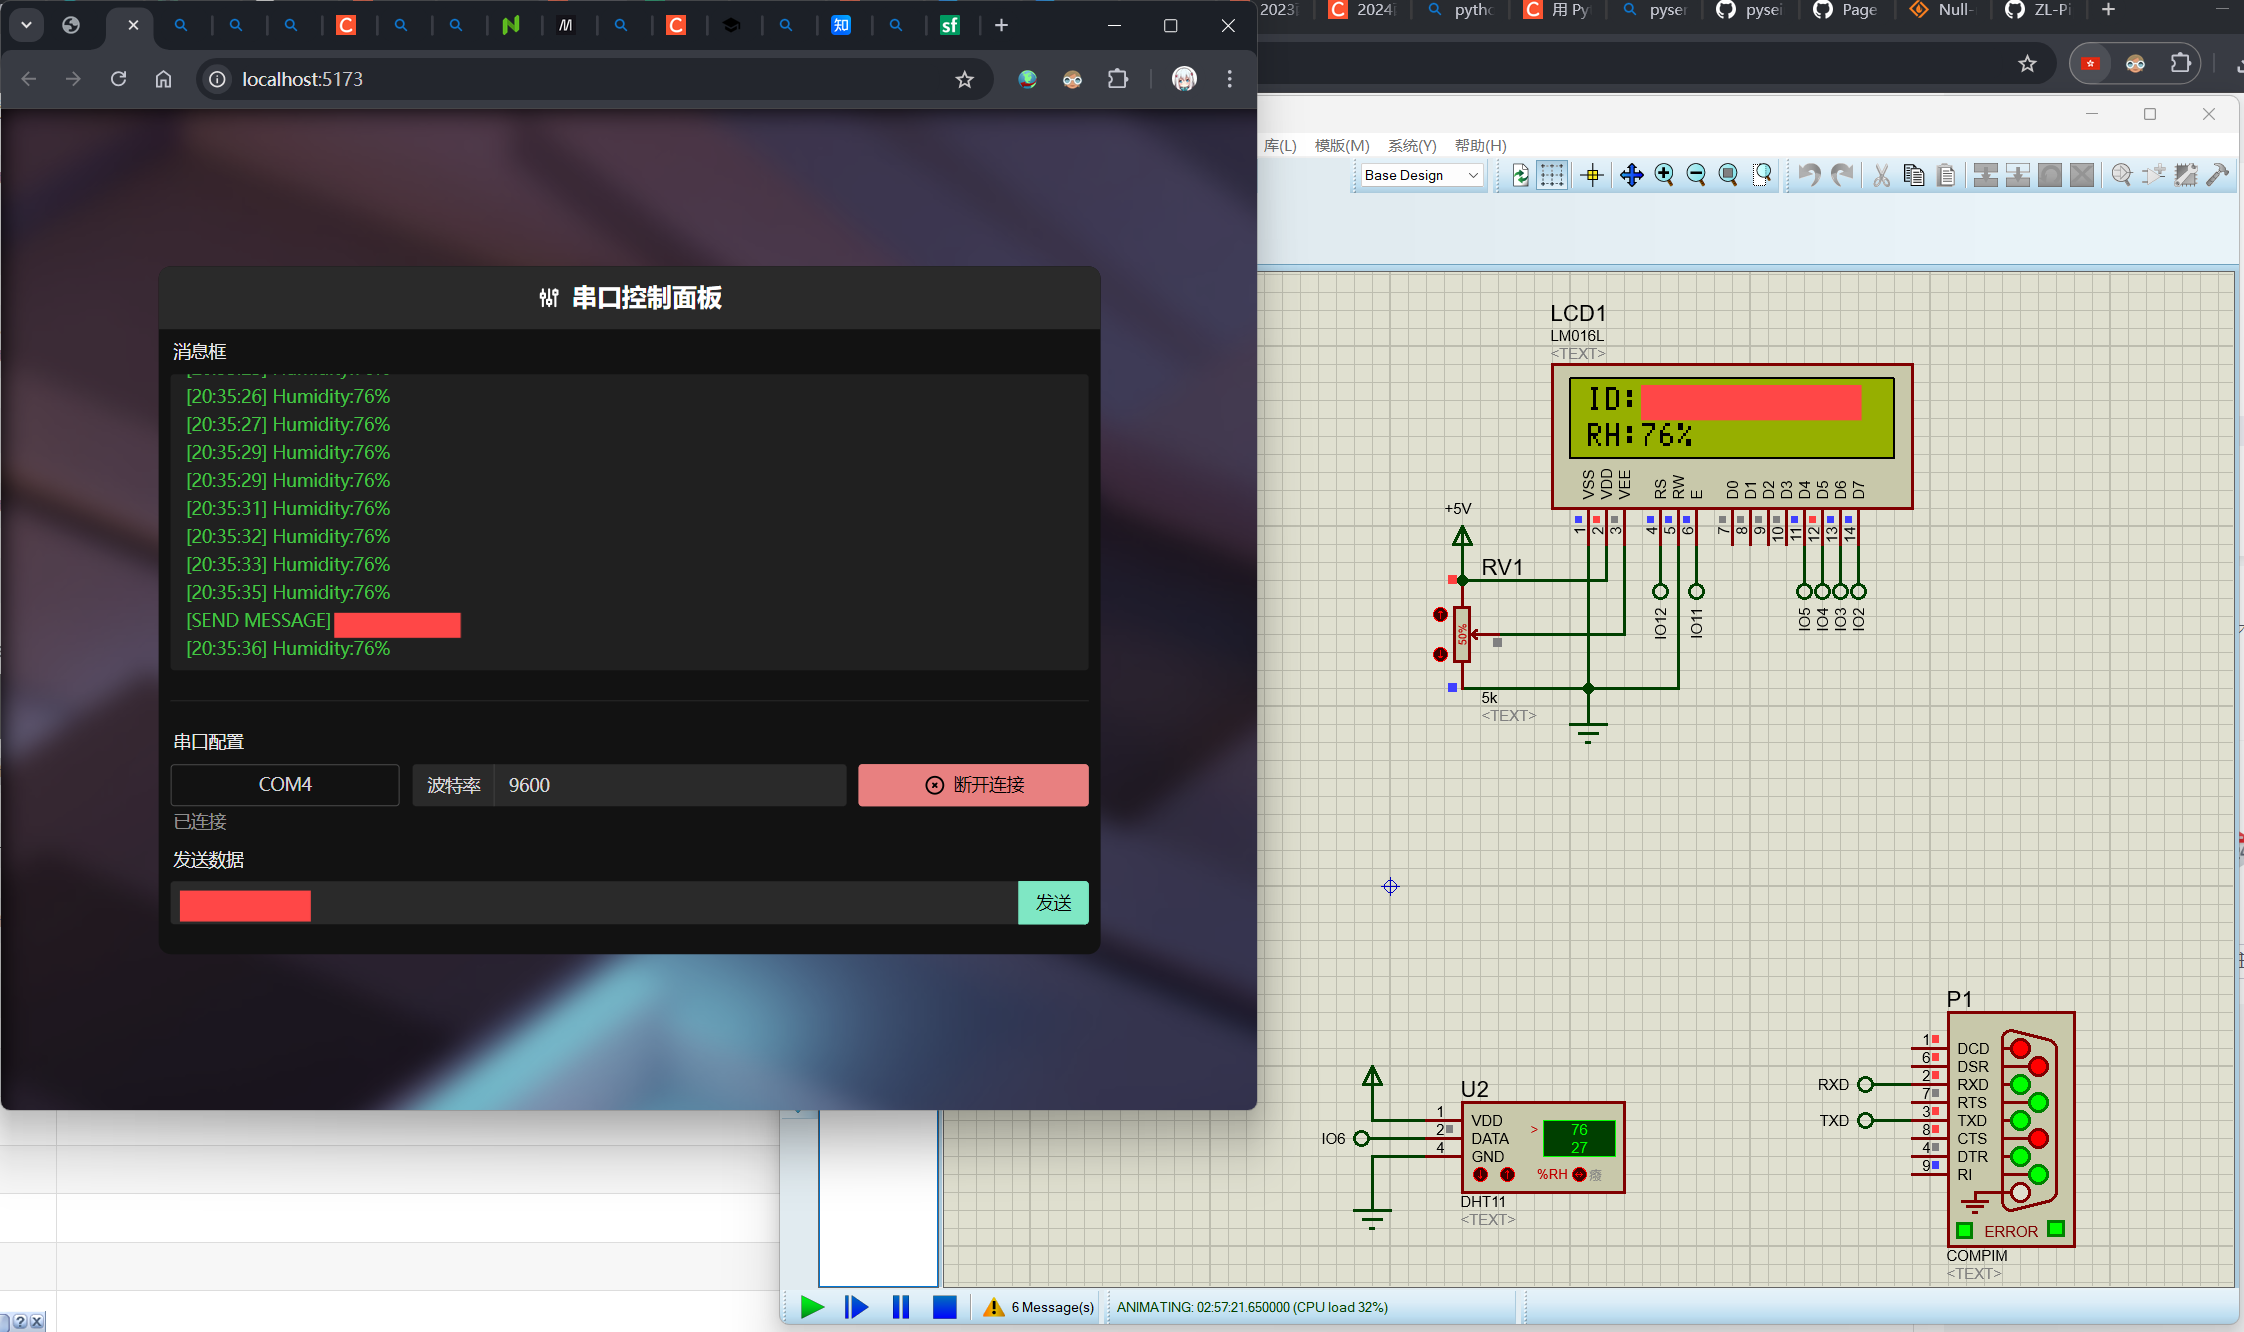 2023
2024
pyth
用 Py
pyse
Page
Null-
ZL-Pi
localhost:5173
串口控制面板
消息框
[20:35:26] Humidity:76%
[20:35:27] Humidity:76%
[20:35:29] Humidity:76%
[20:35:29] Humidity:76%
[20:35:31] Humidity:76%
[20:35:32] Humidity:76%
[20:35:33] Humidity:76%
[20:35:35] Humidity:76%
[SEND MESSAGE]
[20:35:36] Humidity:76%
串口配置
COM4
波特率
9600
断开连接
已连接
发送数据
发送
库(L)
模版(M)
系统(Y)
帮助(H)
Base Design
LCD1
LM016L
<TEXT>
ID:
RH:76%
VSS
VDD
VEE
RS
RW
E
D0
D1
D2
D3
D4
D5
D6
D7
1
2
3
4
5
6
7
8
9
10
11
12
13
14
+5V
RV1
50%
5k
<TEXT>
IO12
IO11
IO5
IO4
IO3
IO2
U2
1
2
4
VDD
DATA
GND
>
76
27
%RH
IO6
DHT11
<TEXT>
P1
1
6
2
7
3
8
4
9
DCD
DSR
RXD
RTS
TXD
CTS
DTR
RI
RXD
TXD
ERROR
COMPIM
<TEXT>
6 Message(s)
ANIMATING: 02:57:21.650000 (CPU load 32%)